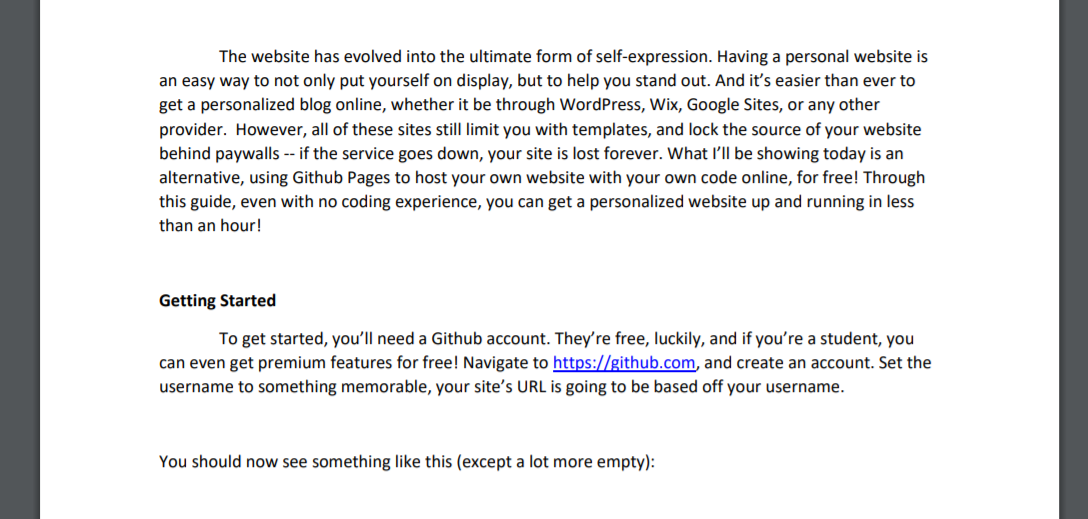 The website has evolved into the ultimate form of self-expression. Having a personal website is
an easy way to not only put yourself on display, but to help you stand out. And it’s easier than ever to
get a personalized blog online, whether it be through WordPress, Wix, Google Sites, or any other
provider.  However, all of these sites still limit you with templates, and lock the source of your website
behind paywalls -- if the service goes down, your site is lost forever. What I’ll be showing today is an
alternative, using Github Pages to host your own website with your own code online, for free! Through
this guide, even with no coding experience, you can get a personalized website up and running in less
than an hour!
Getting Started
To get started, you’ll need a Github account. They’re free, luckily, and if you’re a student, you
can even get premium features for free! Navigate to https://github.com, and create an account. Set the
username to something memorable, your site’s URL is going to be based off your username.
You should now see something like this (except a lot more empty):